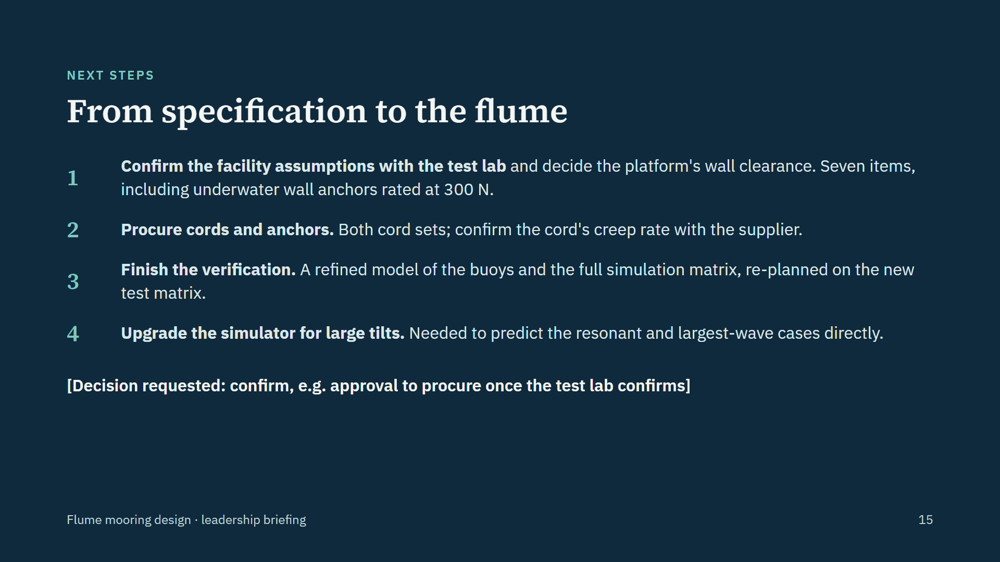 NEXT STEPS
From specification to the flume
1
Confirm the facility assumptions with the test lab and decide the platform's wall clearance. Seven items,
including underwater wall anchors rated at 300 N.
2
Procure cords and anchors. Both cord sets; confirm the cord's creep rate with the supplier.
3
Finish the verification. A refined model of the buoys and the full simulation matrix, re-planned on the new
test matrix.
4
Upgrade the simulator for large tilts. Needed to predict the resonant and largest-wave cases directly.
[Decision requested: confirm, e.g. approval to procure once the test lab confirms]
Flume mooring design · leadership briefing
15